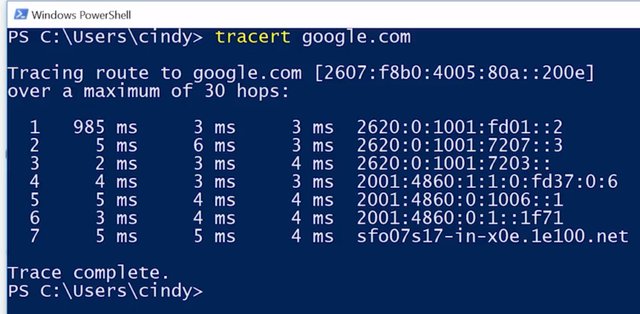 Windows PowerShell
PS C:\Users\cindy> tracert google.com
Tracing route to google.com [2607:f8b0:4005:80a::200e]
over a maximum of 30 hops:
1 985 ms 3 ms 3 ms 2620:0:1001:fd01::2
2 5 ms 6 ms 3 ms 2620:0:1001:7207::3
3 2 ms 3 ms 4 ms 2620:0:1001:7203::
4 4 ms 3 ms 3 ms 2001:4860:1:1:0:fd37:0:6
5 5 ms 4 ms 4 ms 2001:4860:0:1006::1
6 3 ms 4 ms 4 ms 2001:4860:0:1::1f71
7 5 ms 5 ms 4 ms sfo07s17-in-x0e.1e100.net
Trace complete.
PS C:\Users\cindy>